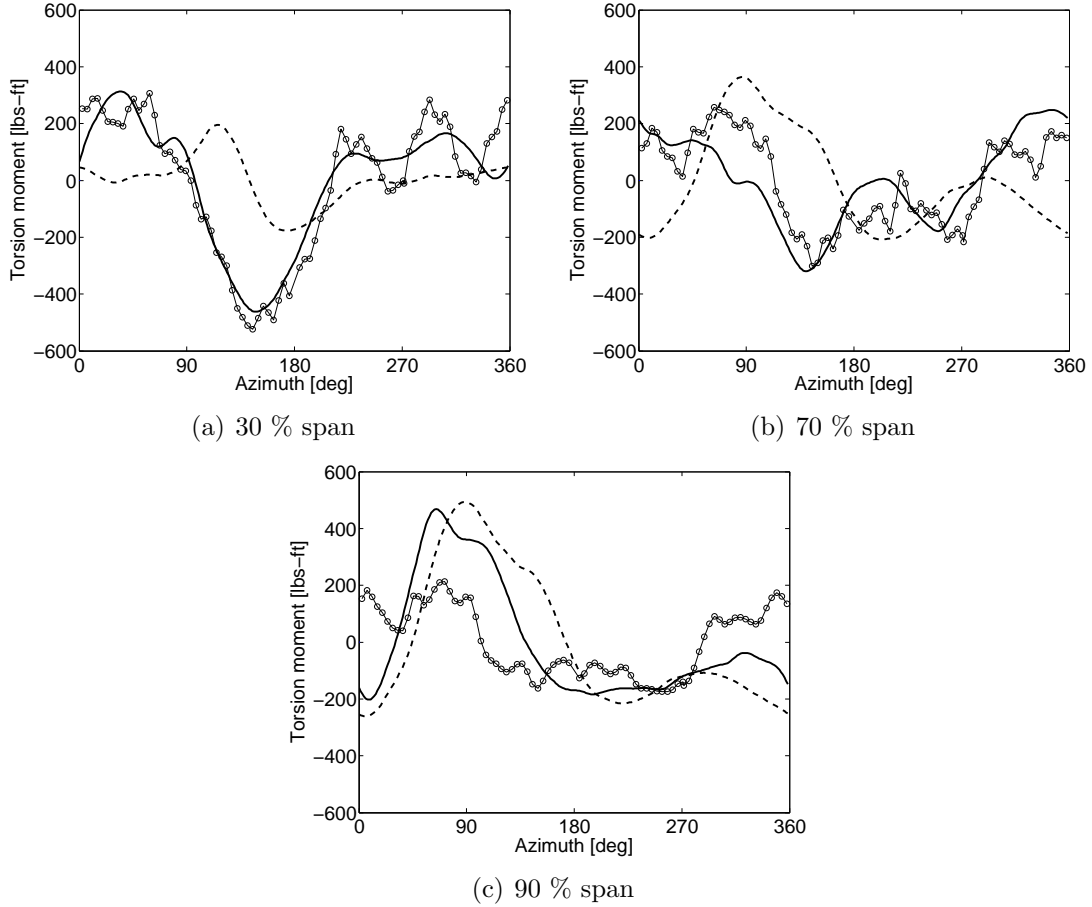 600
400
200
0
−200
−400
−600
Torsion moment [lbs−ft]
0 90 180 270 360
Azimuth [deg]
(a) 30 % span
600
400
200
0
−200
−400
−600
Torsion moment [lbs−ft]
0 90 180 270 360
Azimuth [deg]
(b) 70 % span
600
400
200
0
−200
−400
−600
Torsion moment [lbs−ft]
0 90 180 270 360
Azimuth [deg]
(c) 90 % span